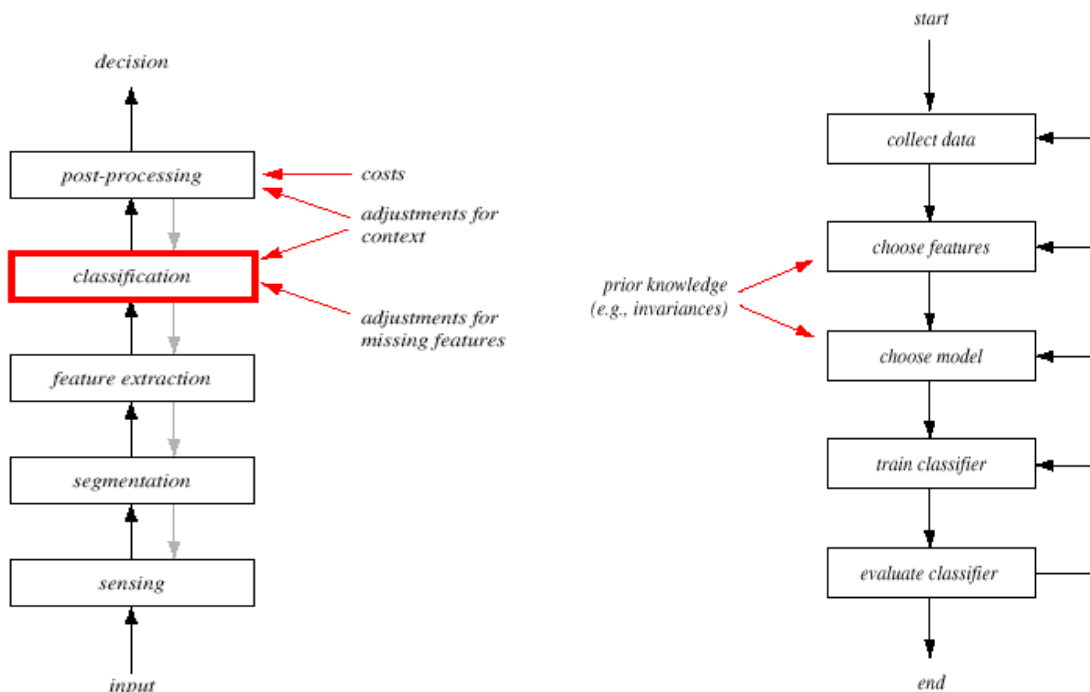 decision
post-processing
costs
adjustments for
context
classification
adjustments for
missing features
feature extraction
segmentation
sensing
input
start
collect data
choose features
prior knowledge
(e.g., invariances)
choose model
train classifier
evaluate classifier
end